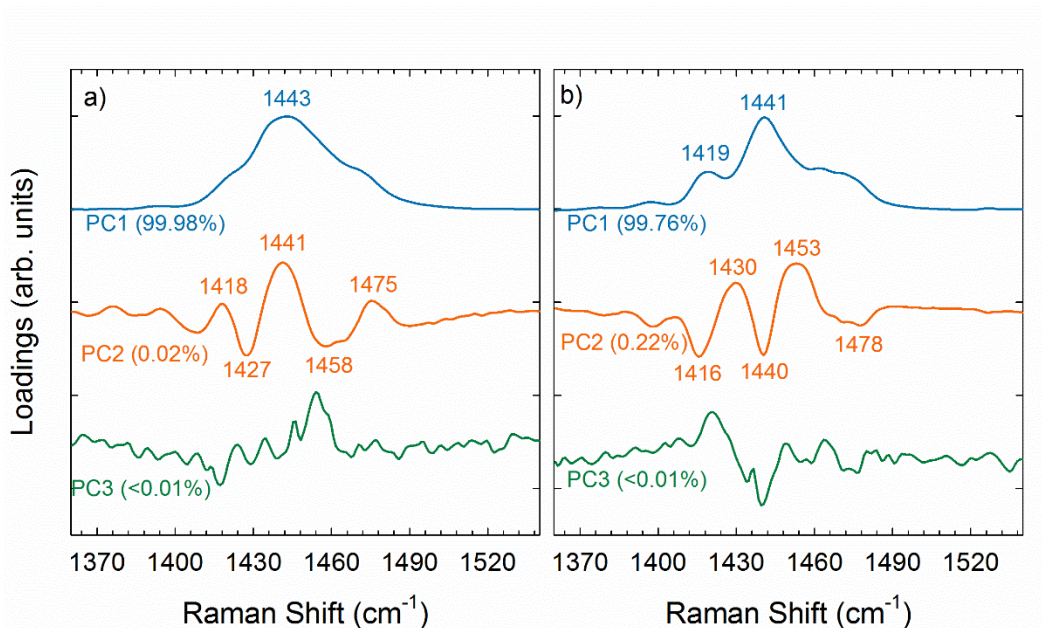 Loadings (arb. units)
a)
1443
PC1 (99.98%)
1441
1418
1475
PC2 (0.02%)
1427
1458
PC3 (<0.01%)
1370 1400 1430 1460 1490 1520
Raman Shift (cm⁻¹)
b)
1441
1419
PC1 (99.76%)
1453
1430
PC2 (0.22%)
1478
1416
1440
PC3 (<0.01%)
1370 1400 1430 1460 1490 1520
Raman Shift (cm⁻¹)